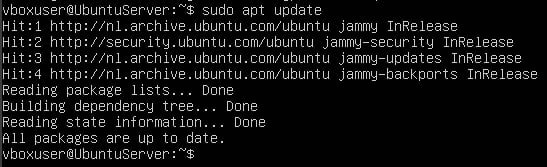 vboxuser@UbuntuServer:~$ sudo apt update
Hit:1 http://nl.archive.ubuntu.com/ubuntu jammy InRelease
Hit:2 http://security.ubuntu.com/ubuntu jammy-security InRelease
Hit:3 http://nl.archive.ubuntu.com/ubuntu jammy-updates InRelease
Hit:4 http://nl.archive.ubuntu.com/ubuntu jammy-backports InRelease
Reading package lists... Done
Building dependency tree... Done
Reading state information... Done
All packages are up to date.
vboxuser@UbuntuServer:~$